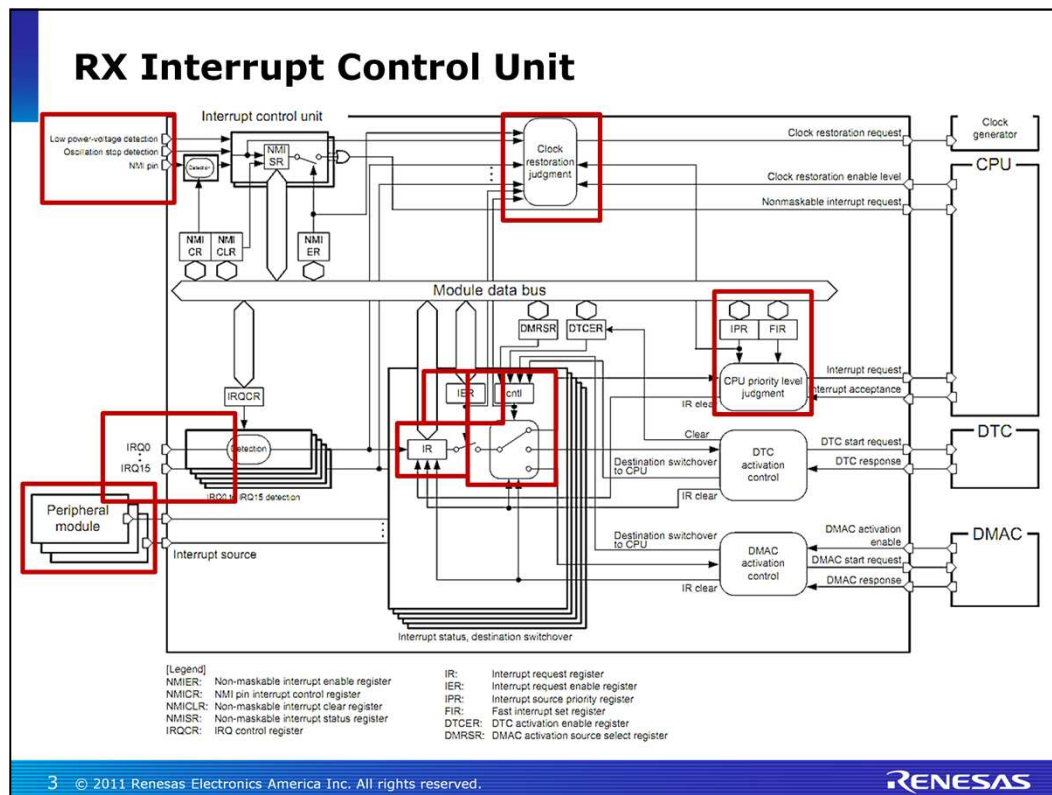 RX Interrupt Control Unit
Interrupt control unit
Low power-voltage detection
Oscillation stop detection
NMI pin
Detection
NMI
SR
NMI
CR
NMI
CLR
NMI
ER
Clock
restoration
judgment
Clock restoration request
Clock restoration enable level
Nonmaskable interrupt request
Clock
generator
CPU
Module data bus
IRQCR
DMRSR
DTCER
IPR
FIR
IER
cntl
CPU priority level
judgment
Interrupt request
Interrupt acceptance
IR clear
IRQ0
IRQ15
Detection
IRQ0 to IRQ15 detection
IR
Clear
Destination switchover
to CPU
IR clear
DTC
activation
control
DTC start request
DTC response
DTC
Peripheral
module
Interrupt source
Destination switchover
to CPU
IR clear
DMAC
activation
control
DMAC activation
enable
DMAC start request
DMAC response
DMAC
Interrupt status, destination switchover
[Legend]
NMIER: Non-maskable interrupt enable register
NMICR: NMI pin interrupt control register
NMICLR: Non-maskable interrupt clear register
NMISR: Non-maskable interrupt status register
IRQCR: IRQ control register
IR: Interrupt request register
IER: Interrupt request enable register
IPR: Interrupt source priority register
FIR: Fast interrupt set register
DTCER: DTC activation enable register
DMRSR: DMAC activation source select register
3 © 2011 Renesas Electronics America Inc. All rights reserved.
RENESAS